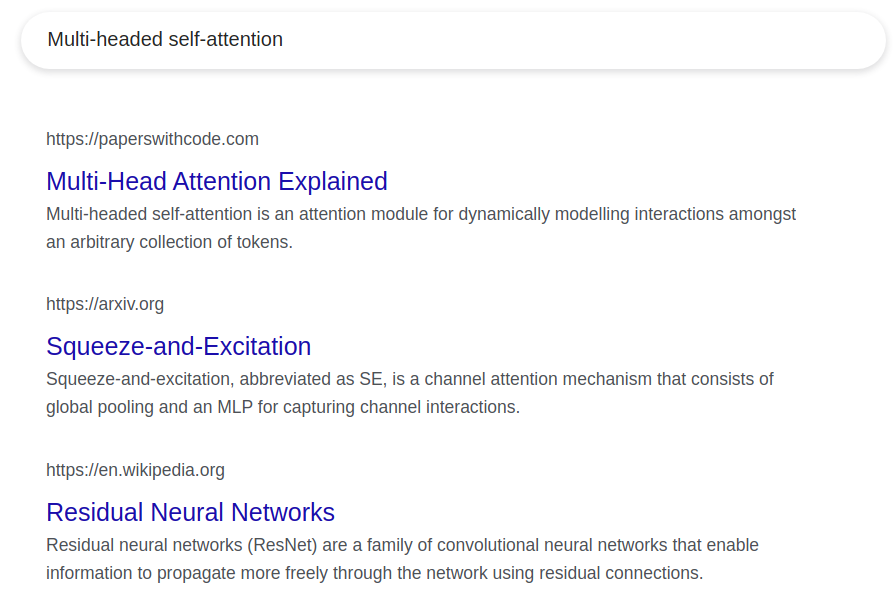 Multi-headed self-attention
https://paperswithcode.com
Multi-Head Attention Explained
Multi-headed self-attention is an attention module for dynamically modelling interactions amongst
an arbitrary collection of tokens.
https://arxiv.org
Squeeze-and-Excitation
Squeeze-and-excitation, abbreviated as SE, is a channel attention mechanism that consists of
global pooling and an MLP for capturing channel interactions.
https://en.wikipedia.org
Residual Neural Networks
Residual neural networks (ResNet) are a family of convolutional neural networks that enable
information to propagate more freely through the network using residual connections.